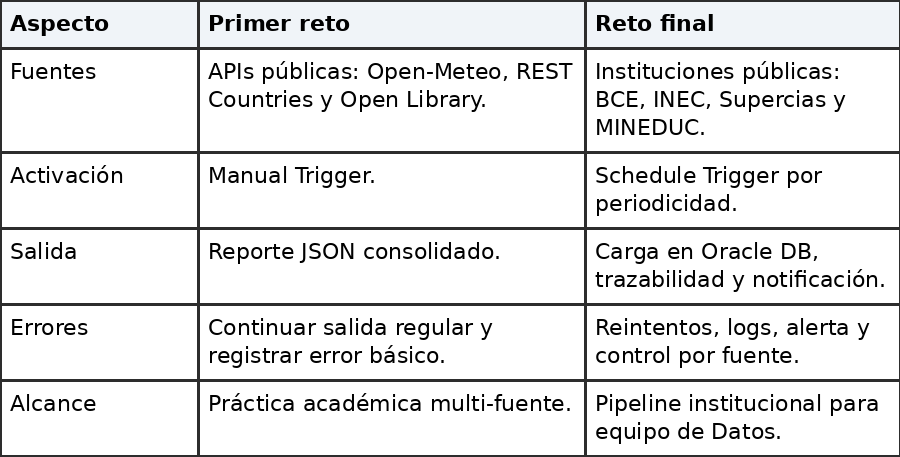 Aspecto
Primer reto
Reto final
Fuentes
APIs públicas: Open-Meteo, REST
Countries y Open Library.
Instituciones públicas:
BCE, INEC, Supercias y
MINEDUC.
Activación
Manual Trigger.
Schedule Trigger por
periodicidad.
Salida
Reporte JSON consolidado.
Carga en Oracle DB,
trazabilidad y notificación.
Errores
Continuar salida regular y
registrar error básico.
Reintentos, logs, alerta y
control por fuente.
Alcance
Práctica académica multi-fuente.
Pipeline institucional para
equipo de Datos.